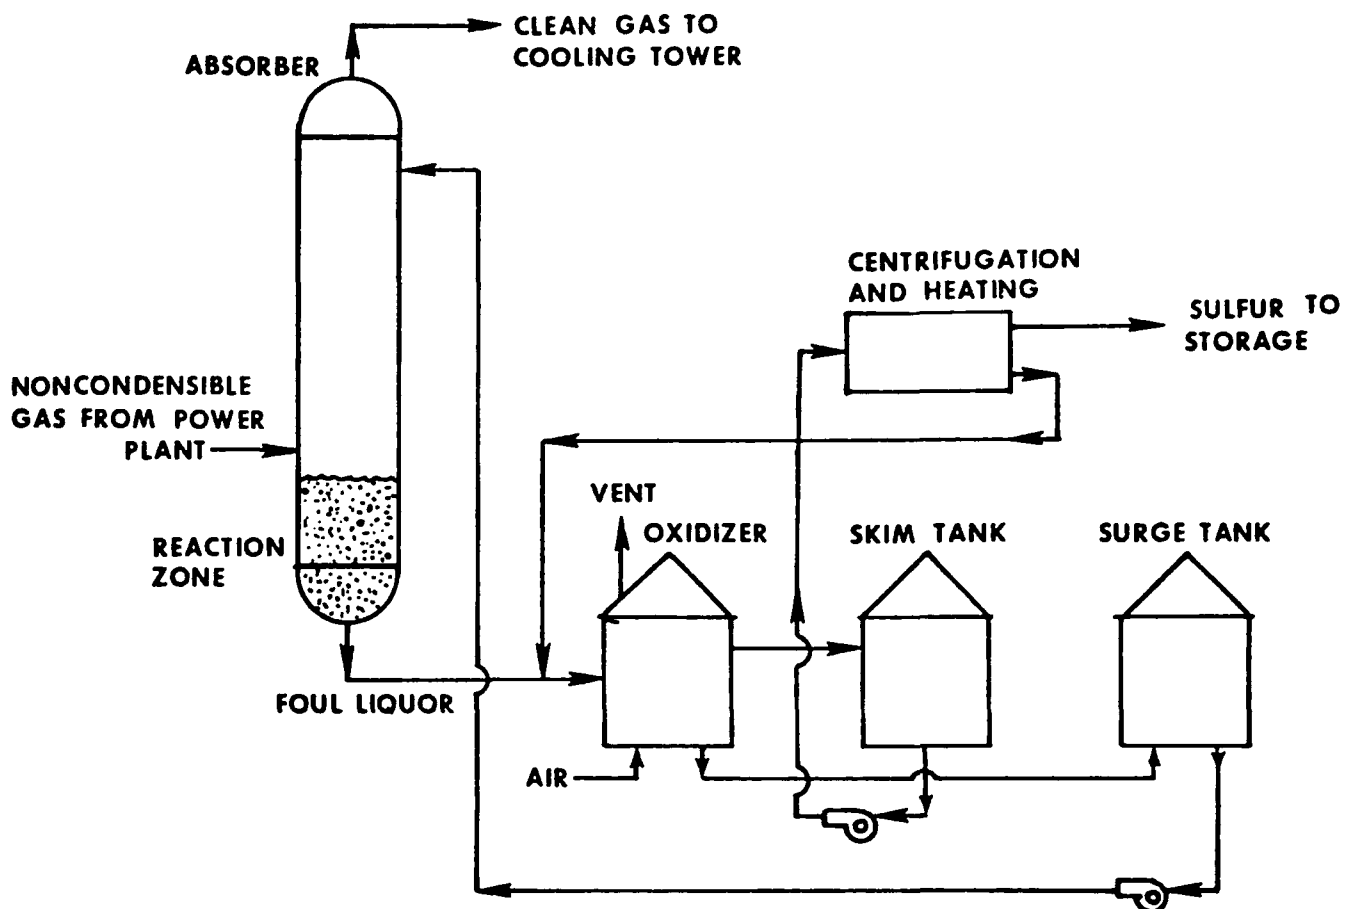 CLEAN GAS TO
COOLING TOWER
ABSORBER
CENTRIFUGATION
AND HEATING
SULFUR TO
STORAGE
NONCONDENSIBLE
GAS FROM POWER
PLANT
VENT
OXIDIZER
SKIM TANK
SURGE TANK
REACTION
ZONE
FOUL LIQUOR
AIR